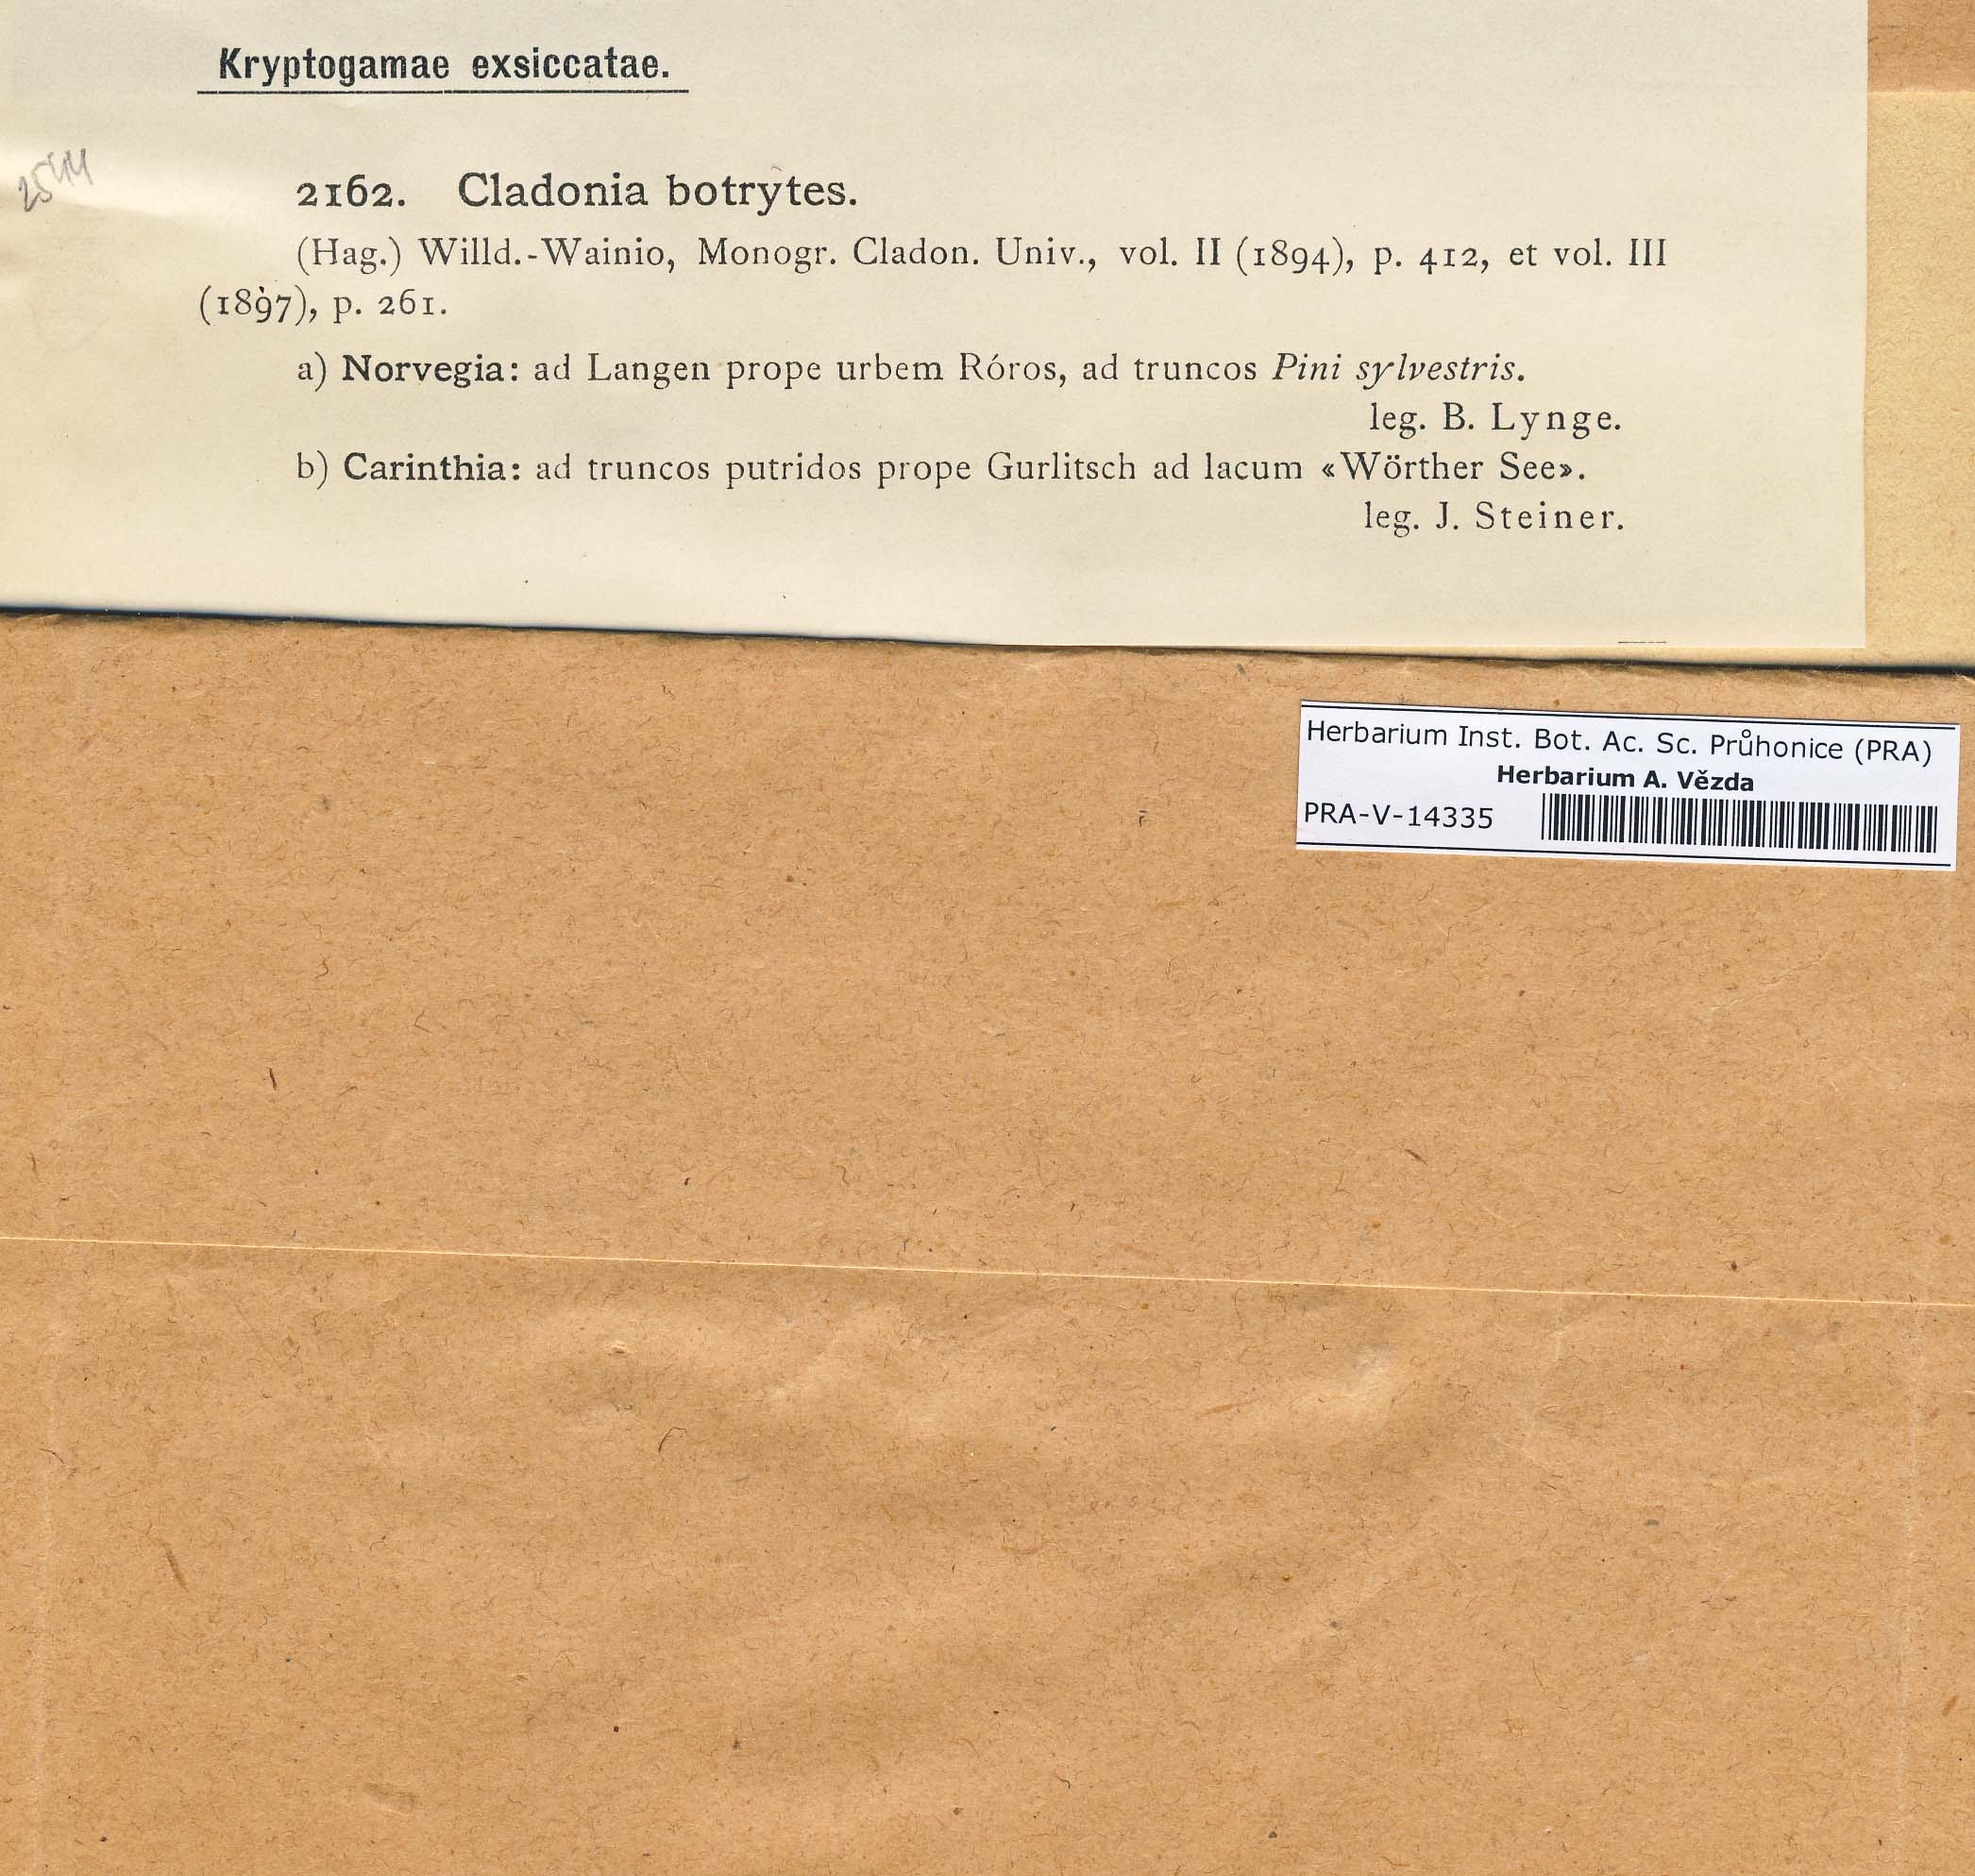 Kryptogamae exsiccatae.
2544
2162. Cladonia botrytes.
(Hag.) Willd.-Wainio, Monogr. Cladon. Univ., vol. II (1894), p. 412, et vol. III
(1897), p. 261.
a) Norvegia: ad Langen prope urbem Róros, ad truncos Pini sylvestris.
leg. B. Lynge.
b) Carinthia: ad truncos putridos prope Gurlitsch ad lacum «Wörther See».
leg. J. Steiner.
Herbarium Inst. Bot. Ac. Sc. Průhonice (PRA)
Herbarium A. Vězda
PRA-V-14335